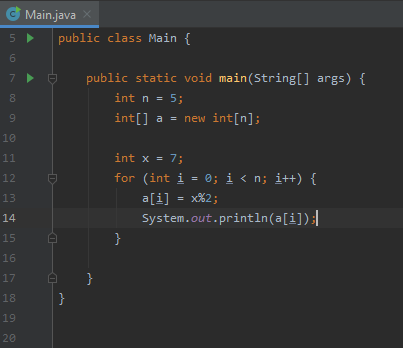 Main.java
5 public class Main {
6
7 public static void main(String[] args) {
8 int n = 5;
9 int[] a = new int[n];
10
11 int x = 7;
12 for (int i = 0; i < n; i++) {
13 a[i] = x%2;
14 System.out.println(a[i]);
15 }
16
17 }
18 }
19
20